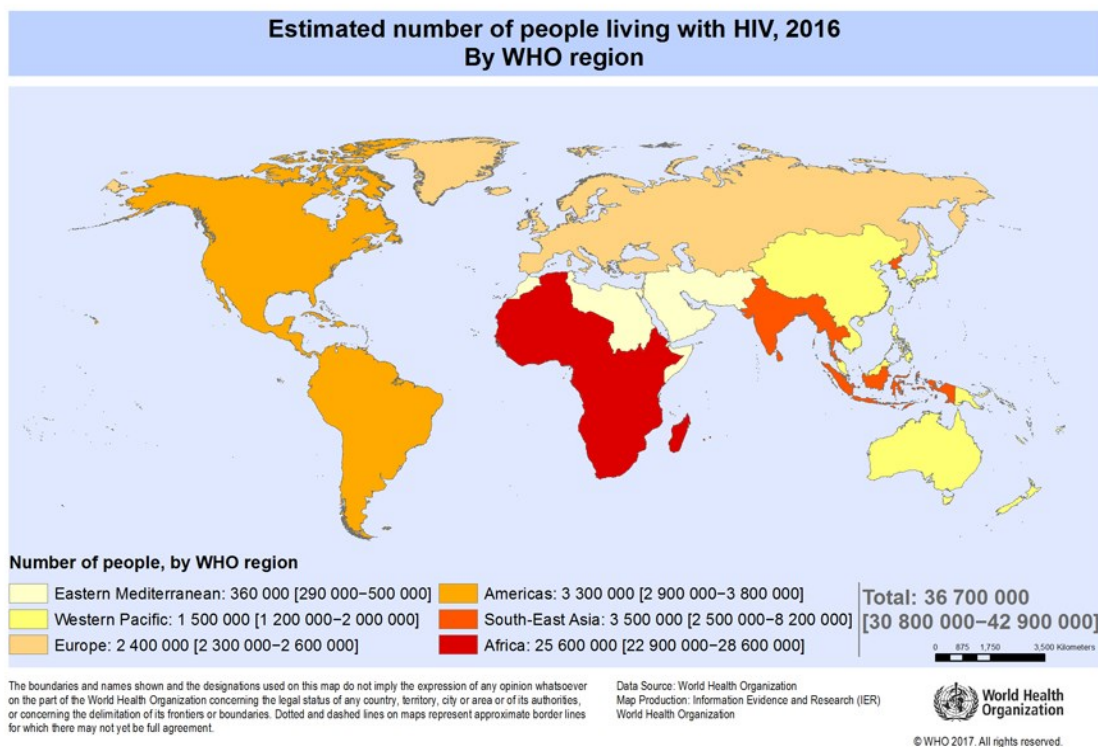 Estimated number of people living with HIV, 2016
By WHO region
Number of people, by WHO region
Eastern Mediterranean: 360 000 [290 000–500 000]
Western Pacific: 1 500 000 [1 200 000–2 000 000]
Europe: 2 400 000 [2 300 000–2 600 000]
Americas: 3 300 000 [2 900 000–3 800 000]
South-East Asia: 3 500 000 [2 500 000–8 200 000]
Africa: 25 600 000 [22 900 000–28 600 000]
Total: 36 700 000
[30 800 000–42 900 000]
0 875 1,750 3,500 Kilometers
The boundaries and names shown and the designations used on this map do not imply the expression of any opinion whatsoever
on the part of the World Health Organization concerning the legal status of any country, territory, city or area or of its authorities,
or concerning the delimitation of its frontiers or boundaries. Dotted and dashed lines on maps represent approximate border lines
for which there may not yet be full agreement.
Data Source: World Health Organization
Map Production: Information Evidence and Research (IER)
World Health Organization
World Health
Organization
© WHO 2017. All rights reserved.